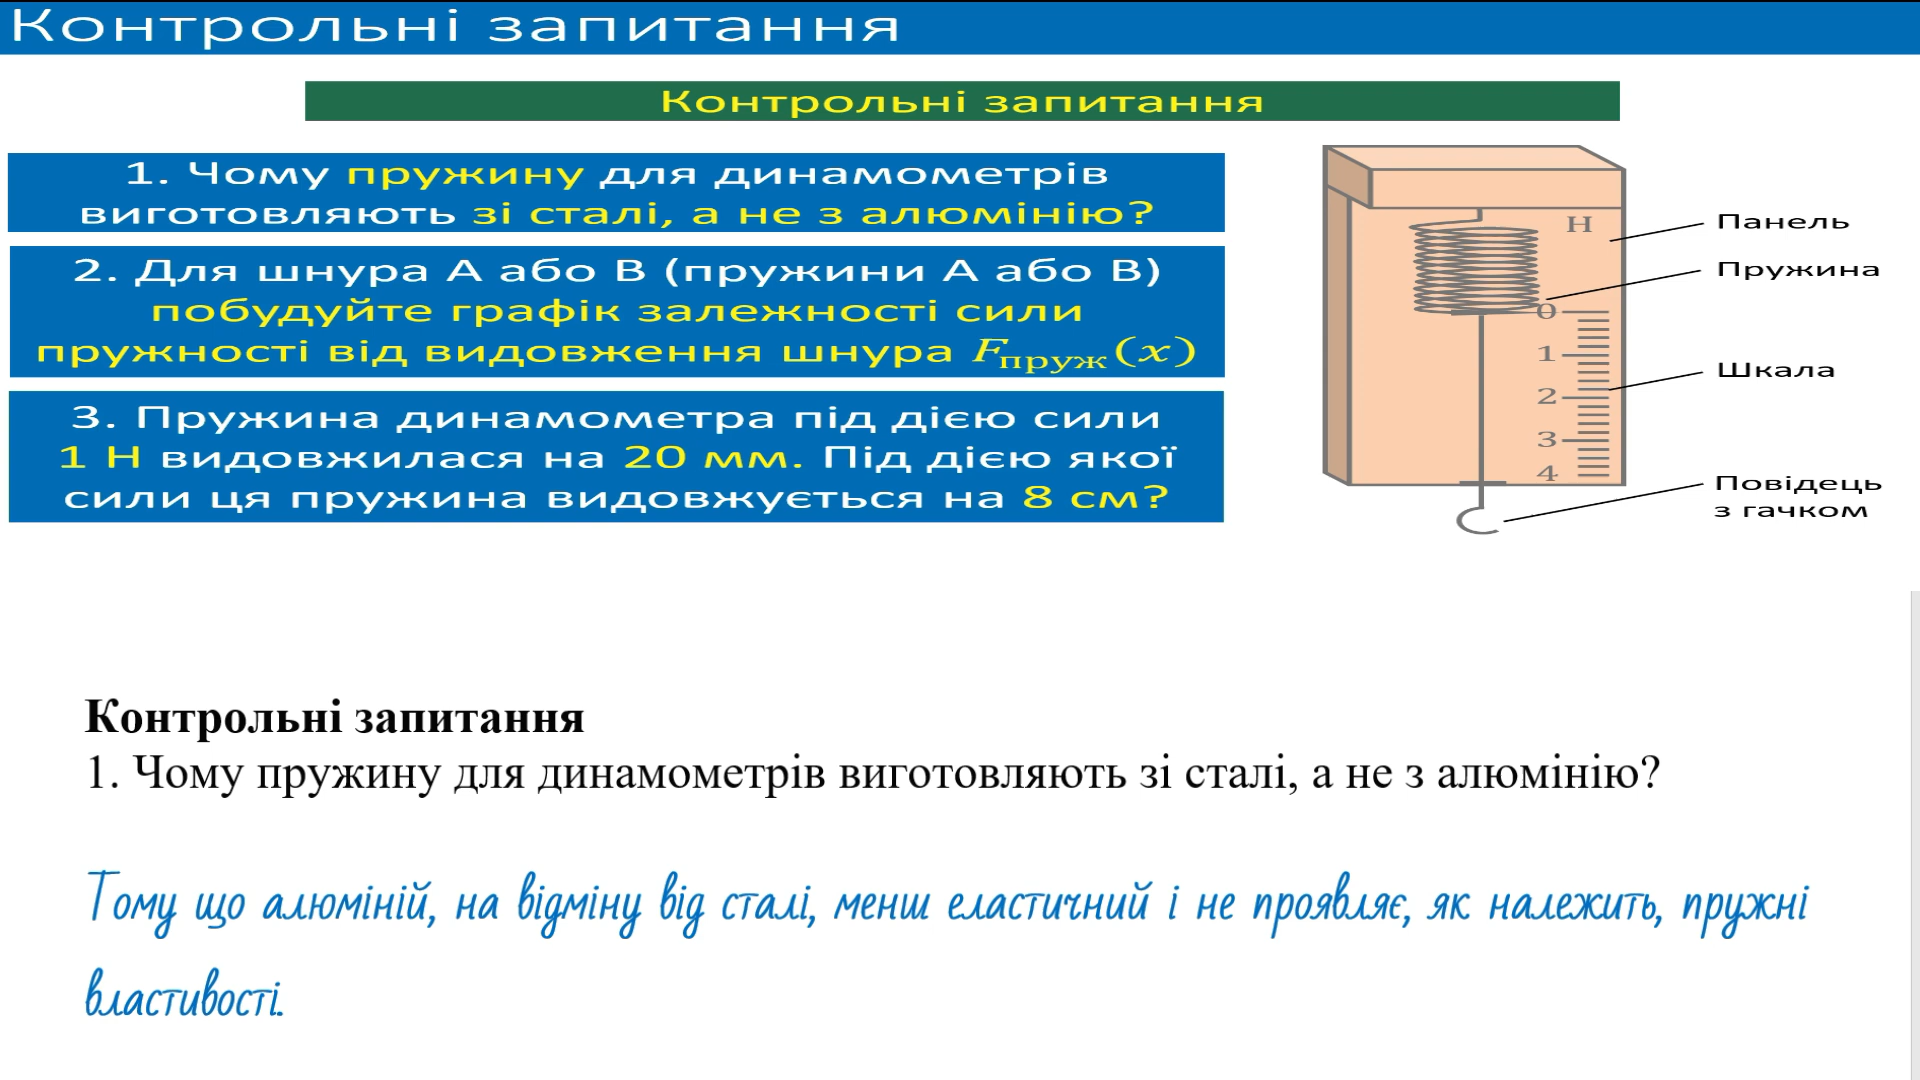 Контрольні запитання
Контрольні запитання
1. Чому пружину для динамометрів
виготовляють зі сталі, а не з алюмінію?
2. Для шнура А або В (пружини А або В)
побудуйте графік залежності сили
пружності від видовження шнура Fпруж(x)
3. Пружина динамометра під дією сили
1 Н видовжилася на 20 мм. Під дією якої
сили ця пружина видовжується на 8 см?
Н
0
1
2
3
4
Панель
Пружина
Шкала
Повідець
з гачком
Контрольні запитання
1. Чому пружину для динамометрів виготовляють зі сталі, а не з алюмінію?
Тому що алюміній, на відміну від сталі, менш еластичний і не проявляє, як належить, пружні
властивості.